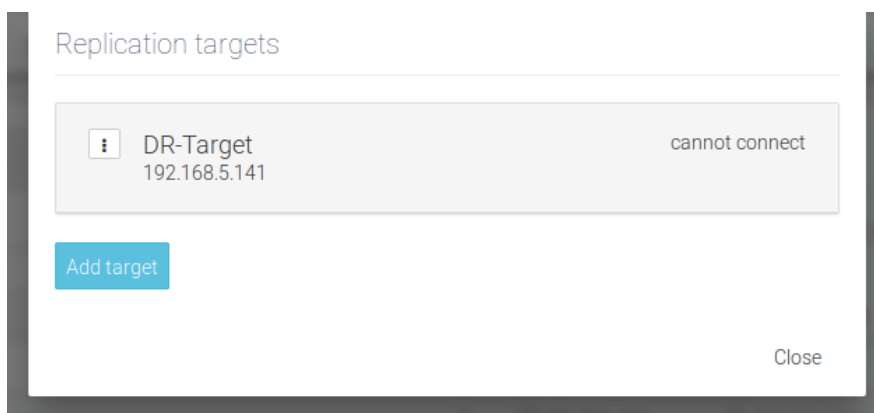 Replication targets
DR-Target
cannot connect
192.168.5.141
Add target
Close